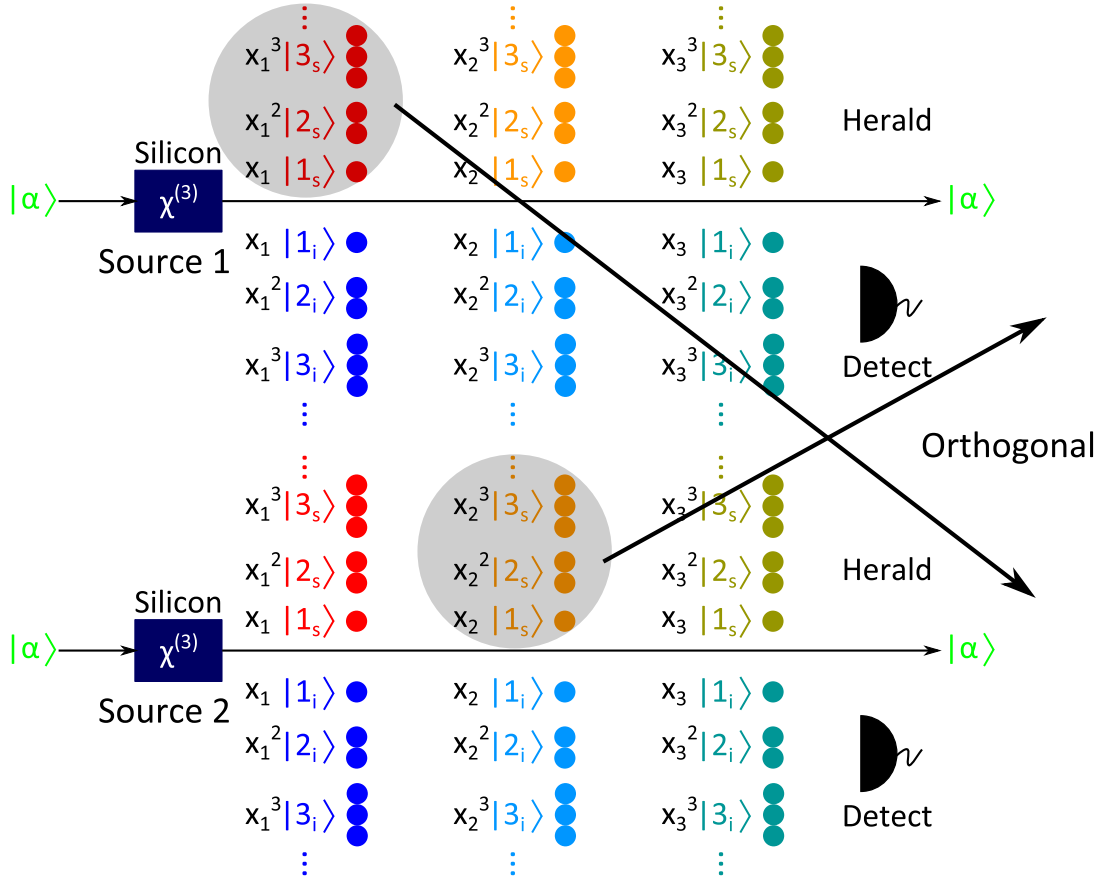 ⋮ ⋮ ⋮
x₁³|3ₛ⟩ x₂³|3ₛ⟩ x₃³|3ₛ⟩
x₁²|2ₛ⟩ x₂²|2ₛ⟩ x₃²|2ₛ⟩ Herald
Silicon x₁ |1ₛ⟩ x₂ |1ₛ⟩ x₃ |1ₛ⟩
|α⟩ χ⁽³⁾ |α⟩
Source 1 x₁ |1ᵢ⟩ x₂ |1ᵢ⟩ x₃ |1ᵢ⟩
x₁²|2ᵢ⟩ x₂²|2ᵢ⟩ x₃²|2ᵢ⟩
x₁³|3ᵢ⟩ x₂³|3ᵢ⟩ x₃³|3ᵢ⟩ Detect
⋮ ⋮ ⋮
Orthogonal
⋮ ⋮ ⋮
x₁³|3ₛ⟩ x₂³|3ₛ⟩ x₃³|3ₛ⟩
x₁²|2ₛ⟩ x₂²|2ₛ⟩ x₃²|2ₛ⟩ Herald
Silicon x₁ |1ₛ⟩ x₂ |1ₛ⟩ x₃ |1ₛ⟩
|α⟩ χ⁽³⁾ |α⟩
Source 2 x₁ |1ᵢ⟩ x₂ |1ᵢ⟩ x₃ |1ᵢ⟩
x₁²|2ᵢ⟩ x₂²|2ᵢ⟩ x₃²|2ᵢ⟩
x₁³|3ᵢ⟩ x₂³|3ᵢ⟩ x₃³|3ᵢ⟩ Detect
⋮ ⋮ ⋮